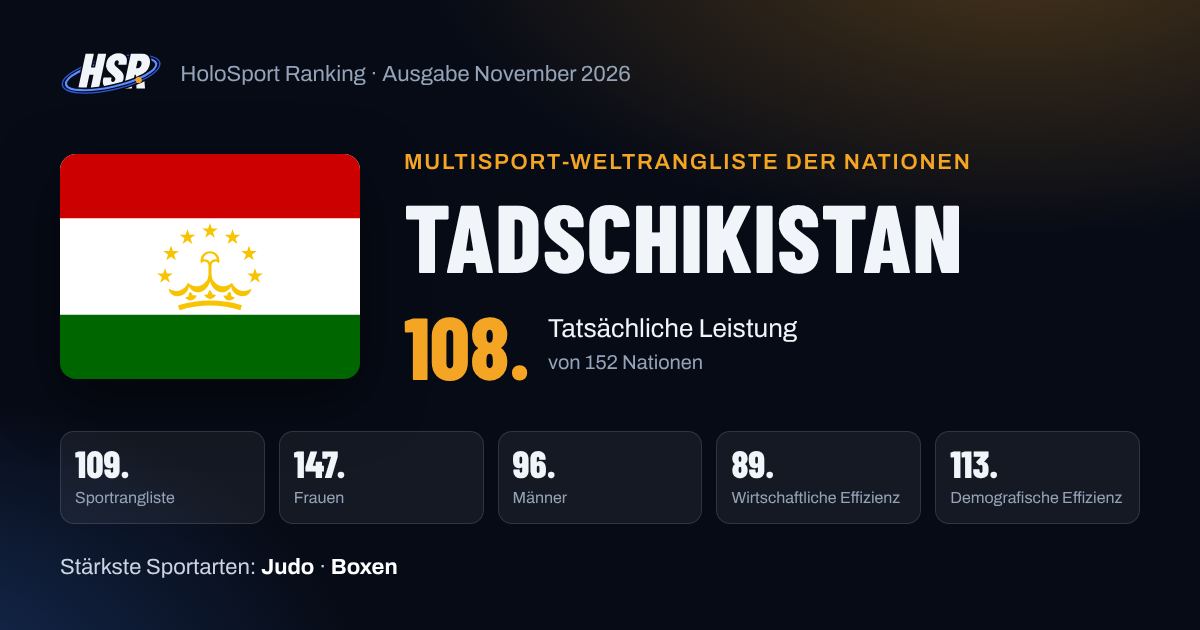 HSR
HoloSport Ranking · Ausgabe November 2026
MULTISPORT-WELTRANGLISTE DER NATIONEN
TADSCHIKISTAN
108.
Tatsächliche Leistung
von 152 Nationen
109.
Sportrangliste
147.
Frauen
96.
Männer
89.
Wirtschaftliche Effizienz
113.
Demografische Effizienz
Stärkste Sportarten: Judo · Boxen